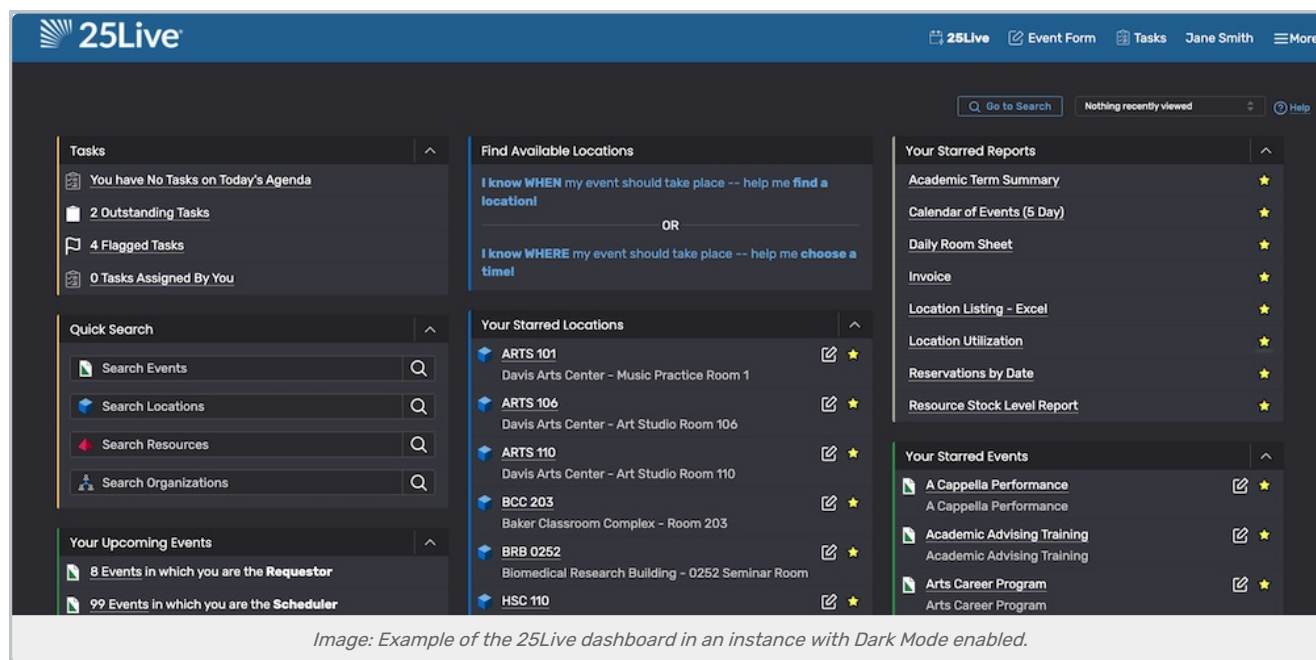 25Live
25Live Event Form Tasks Jane Smith More
Go to Search Nothing recently viewed Help
Tasks
You have No Tasks on Today's Agenda
2 Outstanding Tasks
4 Flagged Tasks
0 Tasks Assigned By You
Quick Search
Search Events
Search Locations
Search Resources
Search Organizations
Your Upcoming Events
8 Events in which you are the Requestor
99 Events in which you are the Scheduler
Find Available Locations
I know WHEN my event should take place -- help me find a
location!
OR
I know WHERE my event should take place -- help me choose a
time!
Your Starred Locations
ARTS 101
Davis Arts Center - Music Practice Room 1
ARTS 106
Davis Arts Center - Art Studio Room 106
ARTS 110
Davis Arts Center - Art Studio Room 110
BCC 203
Baker Classroom Complex - Room 203
BRB 0252
Biomedical Research Building - 0252 Seminar Room
HSC 110
Your Starred Reports
Academic Term Summary
Calendar of Events (5 Day)
Daily Room Sheet
Invoice
Location Listing - Excel
Location Utilization
Reservations by Date
Resource Stock Level Report
Your Starred Events
A Cappella Performance
A Cappella Performance
Academic Advising Training
Academic Advising Training
Arts Career Program
Arts Career Program
Image: Example of the 25Live dashboard in an instance with Dark Mode enabled.